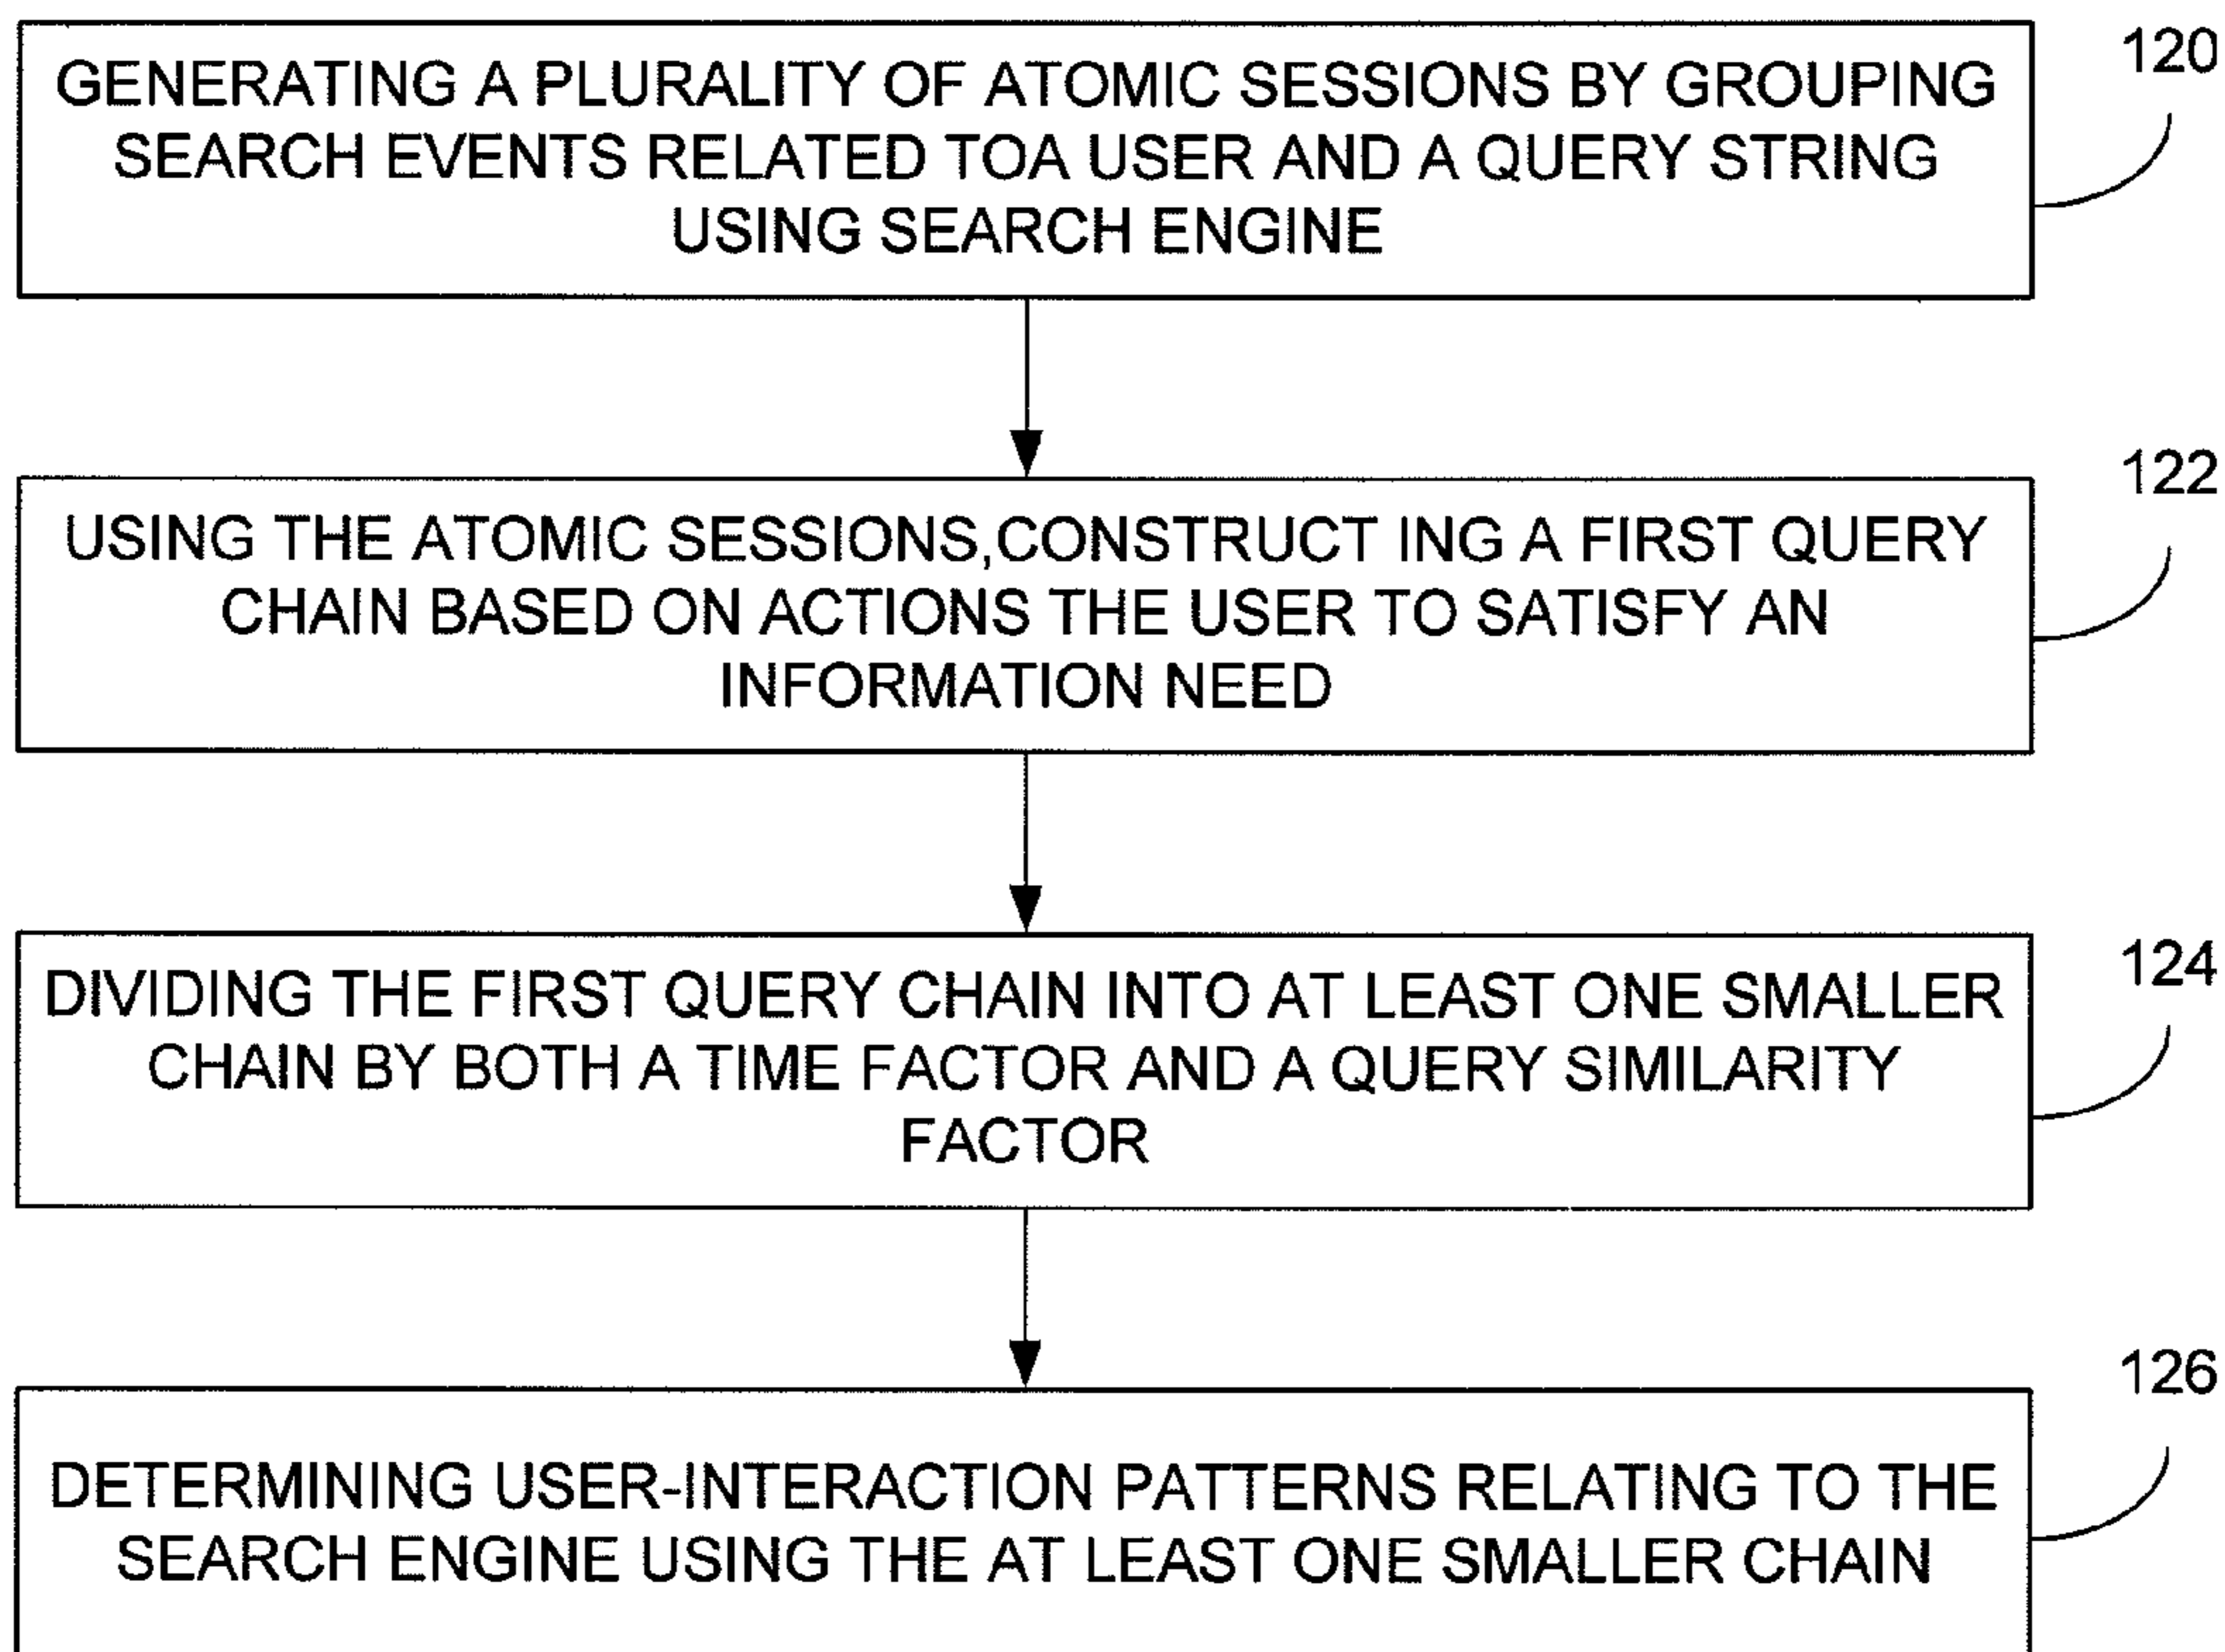 120
GENERATING A PLURALITY OF ATOMIC SESSIONS BY GROUPING
SEARCH EVENTS RELATED TOA USER AND A QUERY STRING
USING SEARCH ENGINE
122
USING THE ATOMIC SESSIONS,CONSTRUCT ING A FIRST QUERY
CHAIN BASED ON ACTIONS THE USER TO SATISFY AN
INFORMATION NEED
124
DIVIDING THE FIRST QUERY CHAIN INTO AT LEAST ONE SMALLER
CHAIN BY BOTH A TIME FACTOR AND A QUERY SIMILARITY
FACTOR
126
DETERMINING USER-INTERACTION PATTERNS RELATING TO THE
SEARCH ENGINE USING THE AT LEAST ONE SMALLER CHAIN